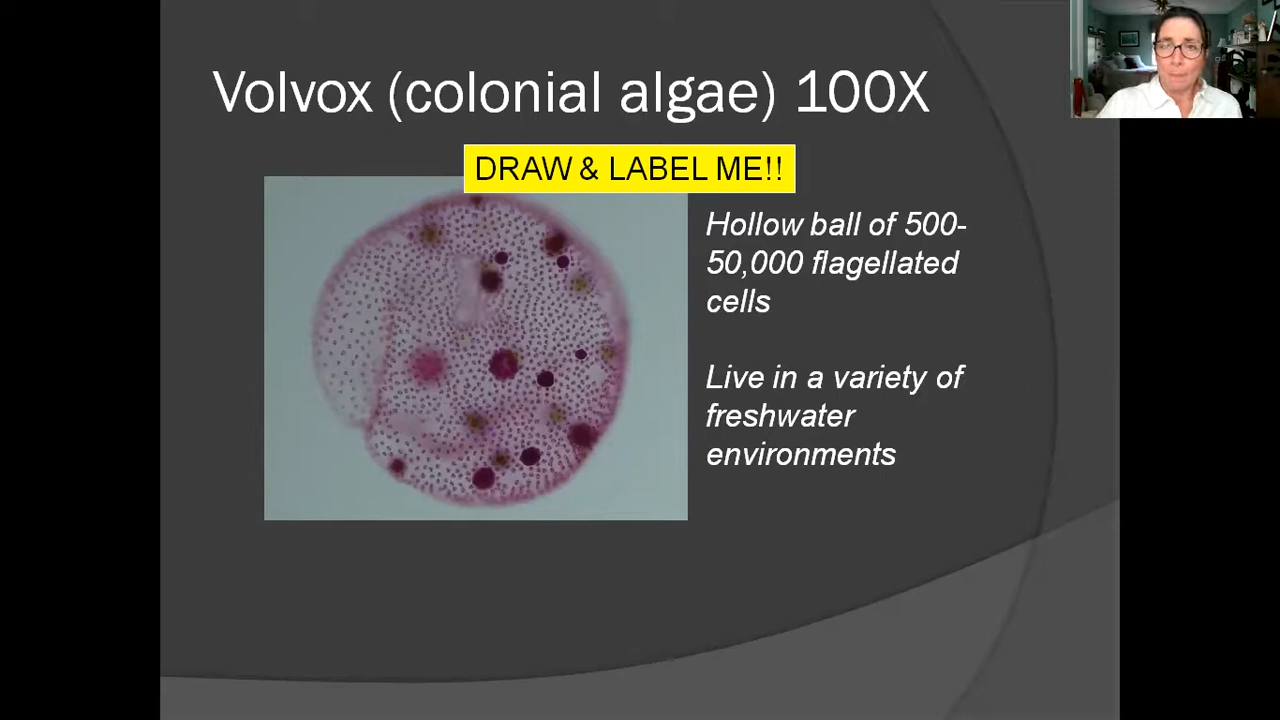 Volvox (colonial algae) 100X
DRAW & LABEL ME!!
Hollow ball of 500-
50,000 flagellated
cells
Live in a variety of
freshwater
environments